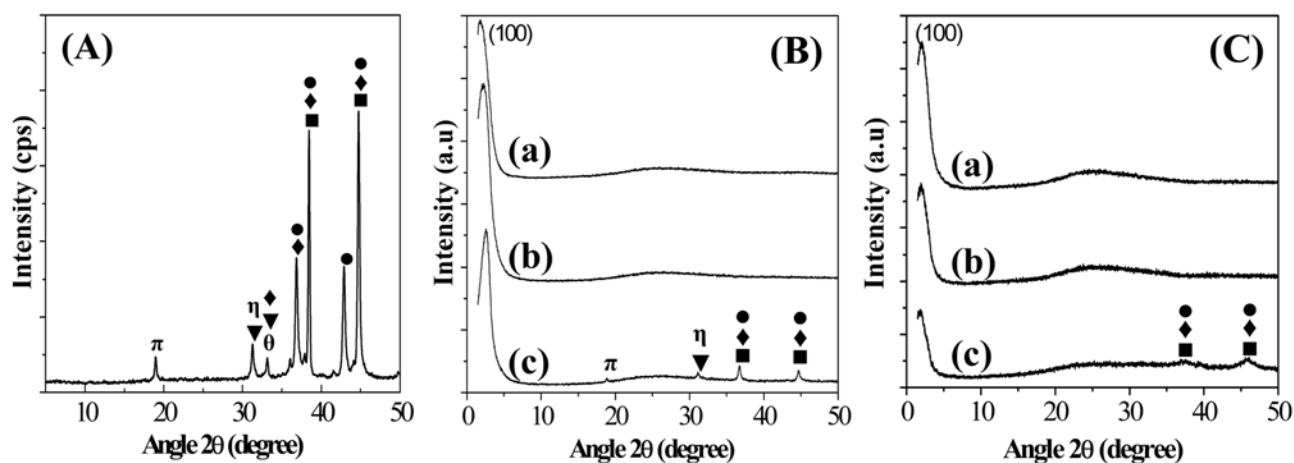 (A)
π
η
θ
Intensity (cps)
10 20 30 40 50
Angle 2θ (degree)
(B)
(100)
(a)
(b)
(c)
π
η
Intensity (a.u)
0 10 20 30 40 50
Angle 2θ (degree)
(C)
(100)
(a)
(b)
(c)
Intensity (a.u)
0 10 20 30 40 50
Angle 2θ (degree)